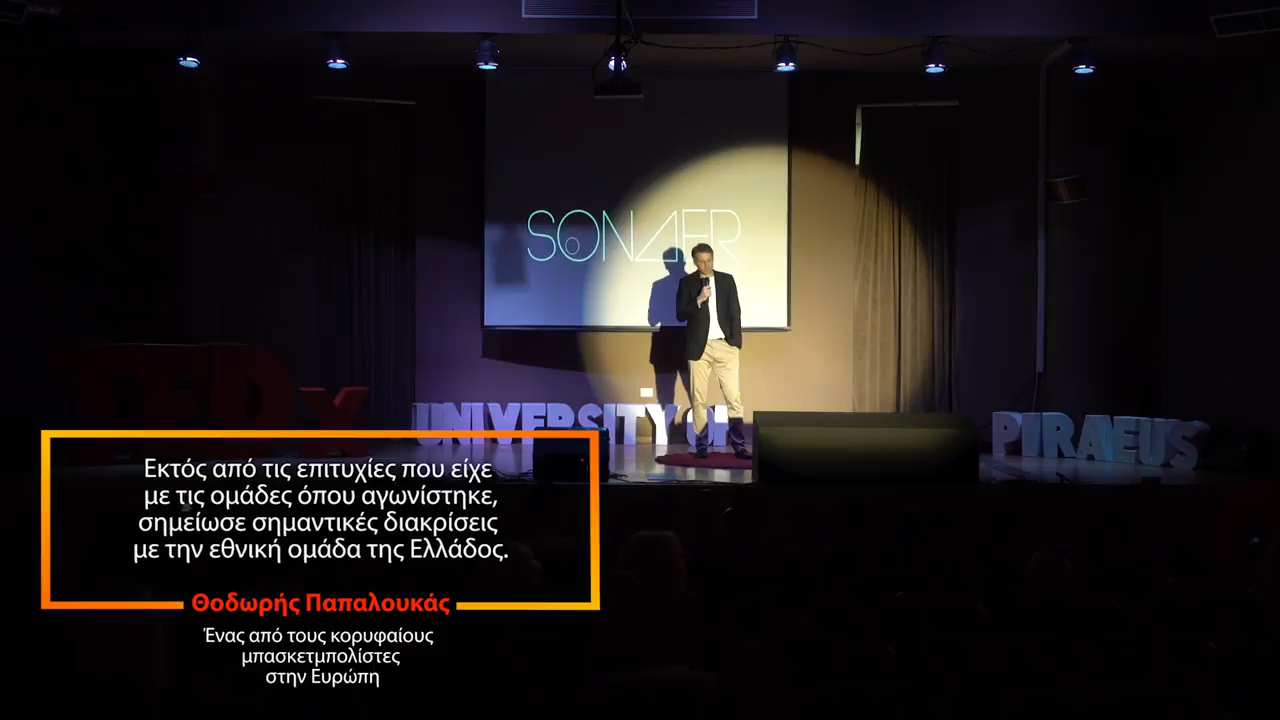 SONAER
TEDx
UNIVERSITY OF
PIRAEUS
Εκτός από τις επιτυχίες που είχε
με τις ομάδες όπου αγωνίστηκε,
σημείωσε σημαντικές διακρίσεις
με την εθνική ομάδα της Ελλάδος.
Θοδωρής Παπαλουκάς
Ένας από τους κορυφαίους
μπασκετμπολίστες
στην Ευρώπη